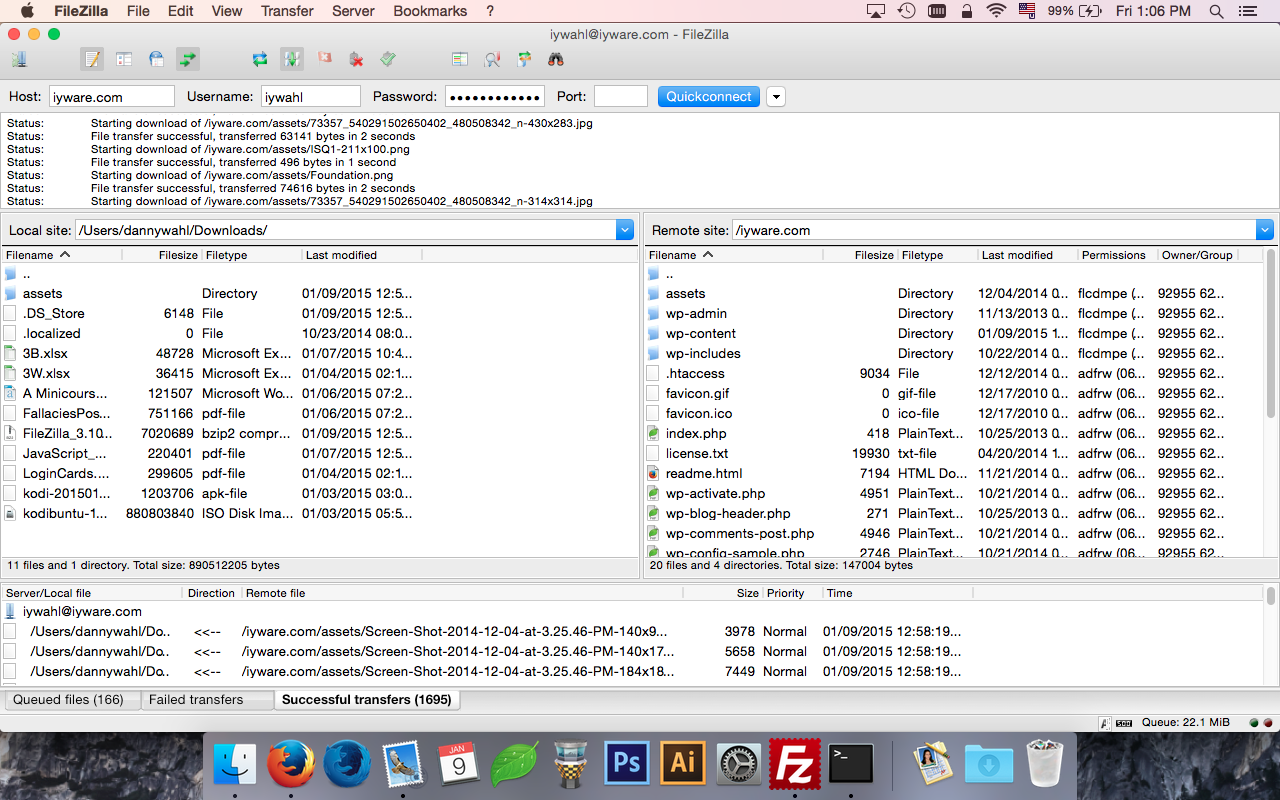 FileZilla File Edit View Transfer Server Bookmarks ? 99% Fri 1:06 PM
iywahl@iyware.com - FileZilla
Host: iyware.com Username: iywahl Password: ●●●●●●●●●●●● Port: Quickconnect
Status: Starting download of /iyware.com/assets/73357_540291502650402_480508342_n-430x283.jpg
Status: File transfer successful, transferred 63141 bytes in 2 seconds
Status: Starting download of /iyware.com/assets/ISQ1-211x100.png
Status: File transfer successful, transferred 496 bytes in 1 second
Status: Starting download of /iyware.com/assets/Foundation.png
Status: File transfer successful, transferred 74616 bytes in 2 seconds
Status: Starting download of /iyware.com/assets/73357_540291502650402_480508342_n-314x314.jpg
Local site: /Users/dannywahl/Downloads/
Filename Filesize Filetype Last modified
..
assets Directory 01/09/2015 12:5...
.DS_Store 6148 File 01/09/2015 12:5...
.localized 0 File 10/23/2014 08:0...
3B.xlsx 48728 Microsoft Ex... 01/07/2015 10:4...
3W.xlsx 36415 Microsoft Ex... 01/04/2015 02:1...
A Minicours... 121507 Microsoft Wo... 01/06/2015 07:2...
FallaciesPos... 751166 pdf-file 01/06/2015 07:2...
FileZilla_3.10... 7020689 bzip2 compr... 01/09/2015 12:5...
JavaScript_... 220401 pdf-file 01/07/2015 12:5...
LoginCards.... 299605 pdf-file 01/04/2015 02:1...
kodi-201501... 1203706 apk-file 01/03/2015 03:0...
kodibuntu-1... 880803840 ISO Disk Ima... 01/03/2015 05:5...
11 files and 1 directory. Total size: 890512205 bytes
Remote site: /iyware.com
Filename Filesize Filetype Last modified Permissions Owner/Group
..
assets Directory 12/04/2014 0... flcdmpe (... 92955 62...
wp-admin Directory 11/13/2013 0... flcdmpe (... 92955 62...
wp-content Directory 01/09/2015 1... flcdmpe (... 92955 62...
wp-includes Directory 10/22/2014 0... flcdmpe (... 92955 62...
.htaccess 9034 File 12/12/2014 0... adfrw (06... 92955 62...
favicon.gif 0 gif-file 12/17/2010 0... adfrw (06... 92955 62...
favicon.ico 0 ico-file 12/17/2010 0... adfrw (06... 92955 62...
index.php 418 PlainText... 10/25/2013 0... adfrw (06... 92955 62...
license.txt 19930 txt-file 04/20/2014 1... adfrw (06... 92955 62...
readme.html 7194 HTML Do... 11/21/2014 0... adfrw (06... 92955 62...
wp-activate.php 4951 PlainText... 10/21/2014 0... adfrw (06... 92955 62...
wp-blog-header.php 271 PlainText... 10/25/2013 0... adfrw (06... 92955 62...
wp-comments-post.php 4946 PlainText... 10/21/2014 0... adfrw (06... 92955 62...
wp-config-sample.php 2746 PlainText... 10/21/2014 0... adfrw (06... 92955 62...
20 files and 4 directories. Total size: 147004 bytes
Server/Local file Direction Remote file Size Priority Time
iywahl@iyware.com
/Users/dannywahl/Do.. <<-- /iyware.com/assets/Screen-Shot-2014-12-04-at-3.25.46-PM-140x9... 3978 Normal 01/09/2015 12:58:19...
/Users/dannywahl/Do.. <<-- /iyware.com/assets/Screen-Shot-2014-12-04-at-3.25.46-PM-140x17... 5658 Normal 01/09/2015 12:58:19...
/Users/dannywahl/Do.. <<-- /iyware.com/assets/Screen-Shot-2014-12-04-at-3.25.46-PM-184x18... 7449 Normal 01/09/2015 12:58:19...
Queued files (166) Failed transfers Successful transfers (1695)
Queue: 22.1 MiB
JAN
9
Ps
Ai
Fz
>_